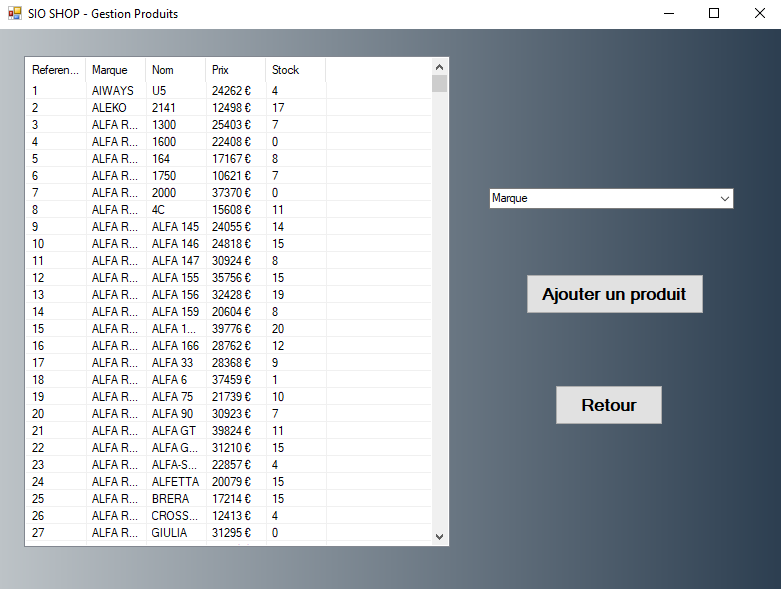 SIO SHOP - Gestion Produits
Referen... Marque Nom Prix Stock
1 AIWAYS U5 24262 € 4
2 ALEKO 2141 12498 € 17
3 ALFA R... 1300 25403 € 7
4 ALFA R... 1600 22408 € 0
5 ALFA R... 164 17167 € 8
6 ALFA R... 1750 10621 € 7
7 ALFA R... 2000 37370 € 0
8 ALFA R... 4C 15608 € 11
9 ALFA R... ALFA 145 24055 € 14
10 ALFA R... ALFA 146 24818 € 15
11 ALFA R... ALFA 147 30924 € 8
12 ALFA R... ALFA 155 35756 € 15
13 ALFA R... ALFA 156 32428 € 19
14 ALFA R... ALFA 159 20604 € 8
15 ALFA R... ALFA 1... 39776 € 20
16 ALFA R... ALFA 166 28762 € 12
17 ALFA R... ALFA 33 28368 € 9
18 ALFA R... ALFA 6 37459 € 1
19 ALFA R... ALFA 75 21739 € 10
20 ALFA R... ALFA 90 30923 € 7
21 ALFA R... ALFA GT 39824 € 11
22 ALFA R... ALFA G... 31210 € 15
23 ALFA R... ALFA-S... 22857 € 4
24 ALFA R... ALFETTA 20079 € 15
25 ALFA R... BRERA 17214 € 15
26 ALFA R... CROSS... 12413 € 4
27 ALFA R... GIULIA 31295 € 0
Marque
Ajouter un produit
Retour